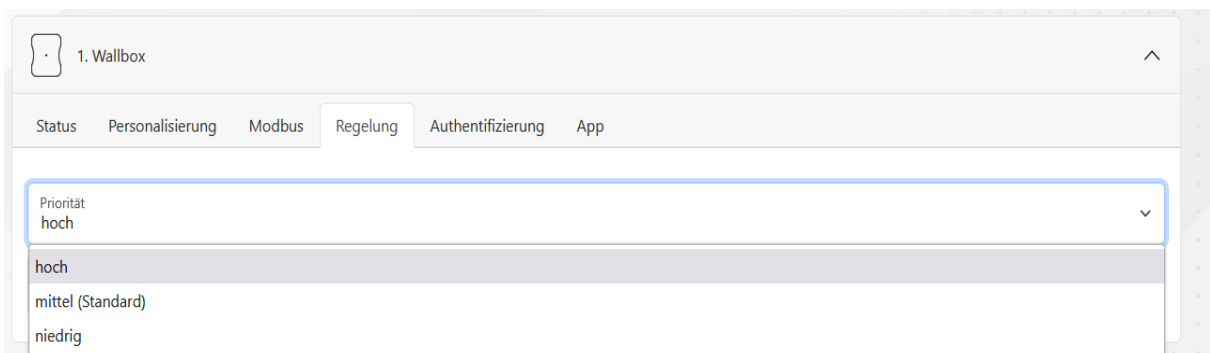 1. Wallbox
Status Personalisierung Modbus Regelung Authentifizierung App
Priorität
hoch
hoch
mittel (Standard)
niedrig